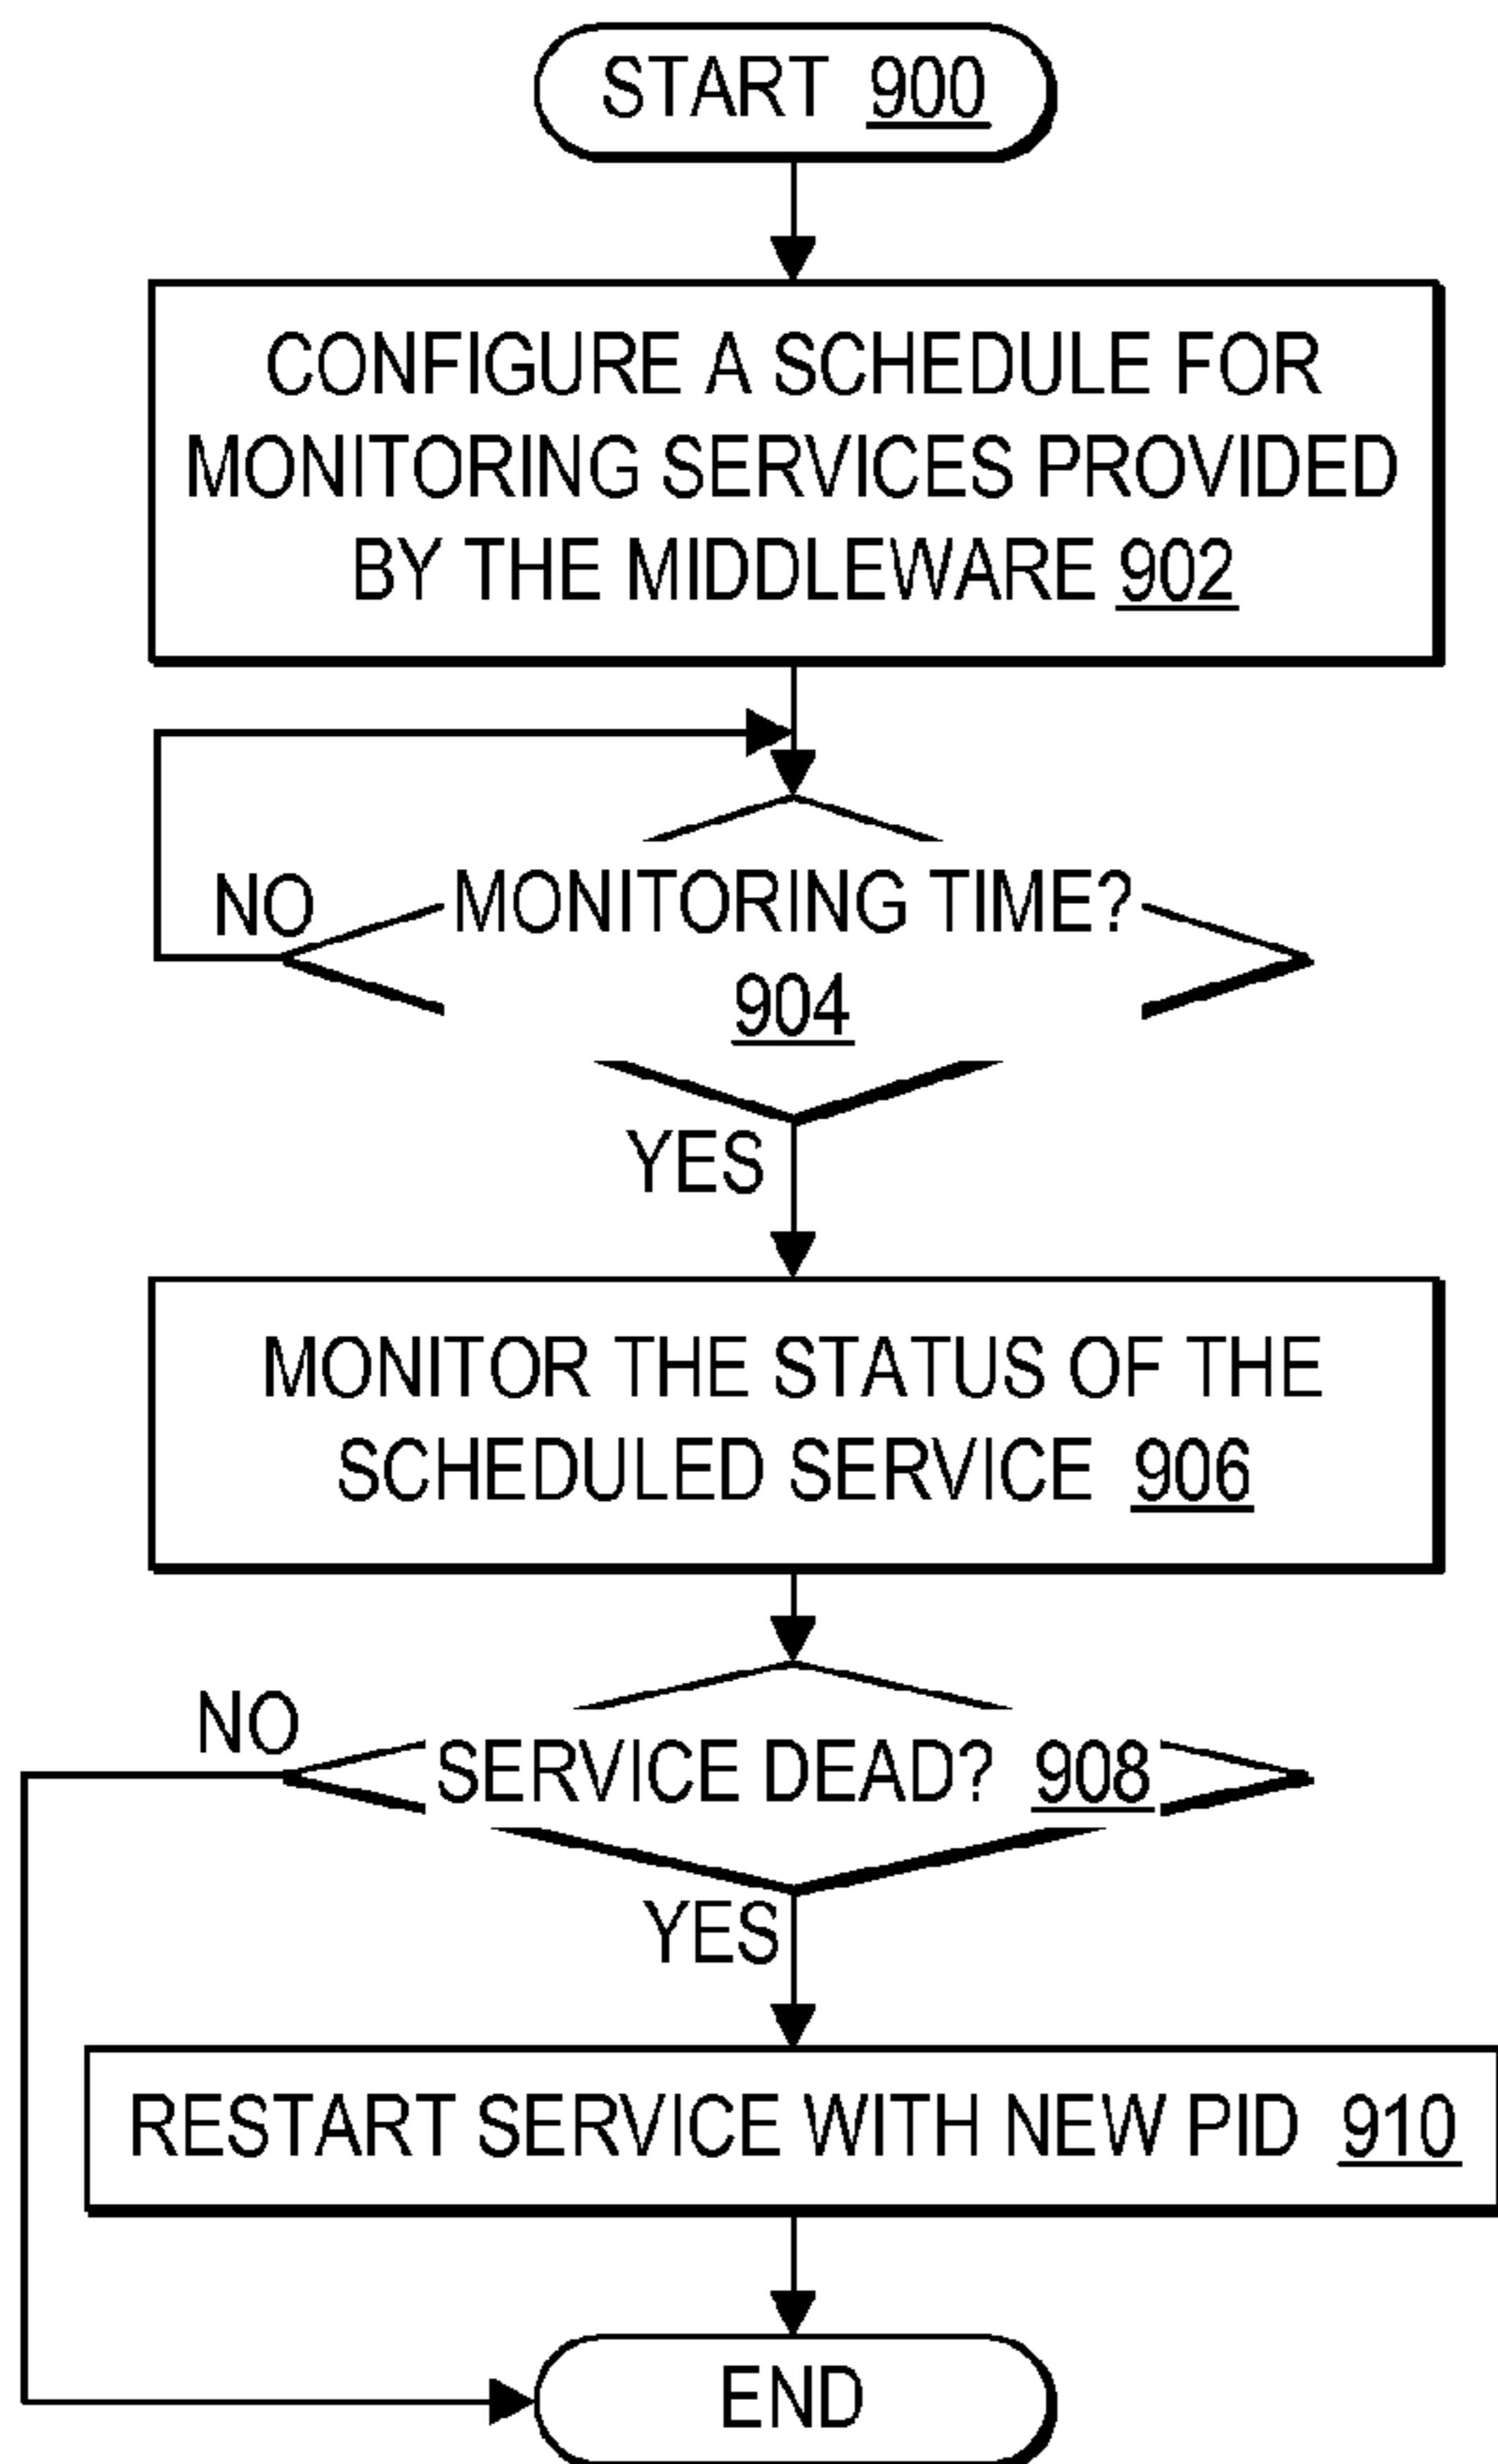 START 900
CONFIGURE A SCHEDULE FOR
MONITORING SERVICES PROVIDED
BY THE MIDDLEWARE 902
NO
MONITORING TIME?
904
YES
MONITOR THE STATUS OF THE
SCHEDULED SERVICE 906
NO
SERVICE DEAD? 908
YES
RESTART SERVICE WITH NEW PID 910
END